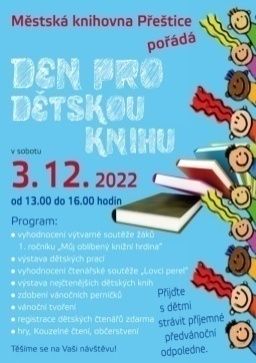 Městská knihovna Přeštice
pořádá
DEN PRO
DĚTSKOU
KNIHU
v sobotu
3. 12. 2022
od 13.00 do 16.00 hodin
Program:
• vyhodnocení výtvarné soutěže žáků
1. ročníku „Můj oblíbený knižní hrdina"
• výstava dětských prací
• vyhodnocení čtenářské soutěže „Lovci perel"
• výstava nejčtenějších dětských knih
• zdobení vánočních perníčků
• vánoční tvoření
• registrace dětských čtenářů zdarma
• hry, Kouzelné čtení, občerstvení
Těšíme se na Vaši návštěvu!
Přijďte
s dětmi
strávit příjemné
předvánoční
odpoledne.